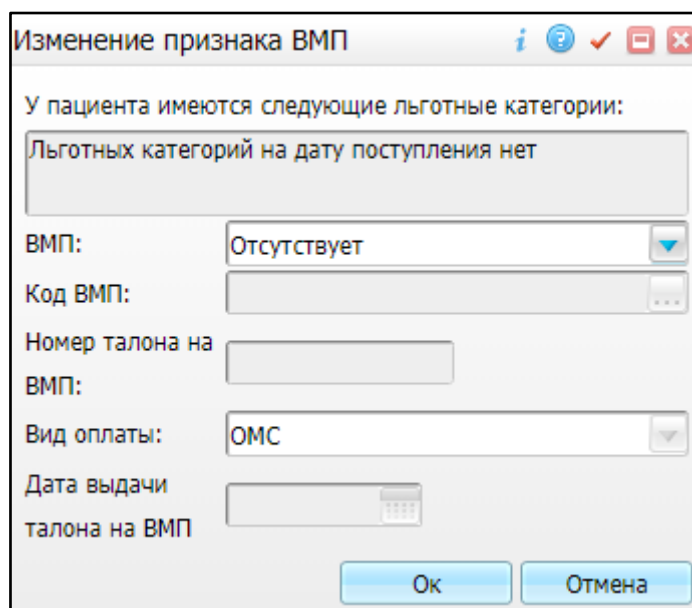 Изменение признака ВМП
У пациента имеются следующие льготные категории:
Льготных категорий на дату поступления нет
ВМП: Отсутствует
Код ВМП: ...
Номер талона на
ВМП:
Вид оплаты: ОМС
Дата выдачи
талона на ВМП
Ок Отмена